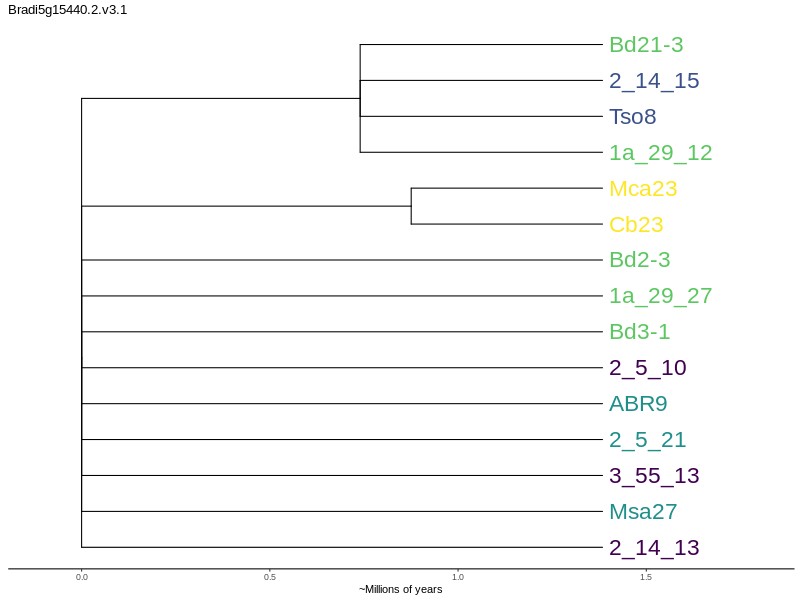 Bradi5g15440.2.v3.1
Bd21-3
2_14_15
Tso8
1a_29_12
Mca23
Cb23
Bd2-3
1a_29_27
Bd3-1
2_5_10
ABR9
2_5_21
3_55_13
Msa27
2_14_13
0.0 0.5 1.0 1.5
~Millions of years